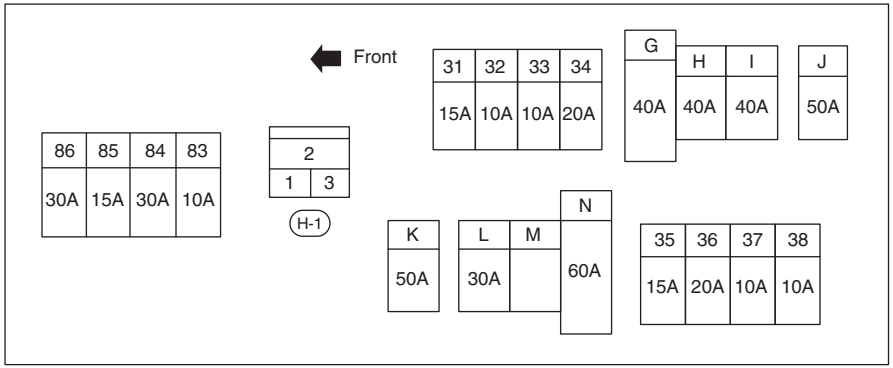 Front
31 32 33 34
15A 10A 10A 20A
G
40A
H I
40A 40A
J
50A
86 85 84 83
30A 15A 30A 10A
2
1 3
H-1
K
50A
L M
30A
N
60A
35 36 37 38
15A 20A 10A 10A